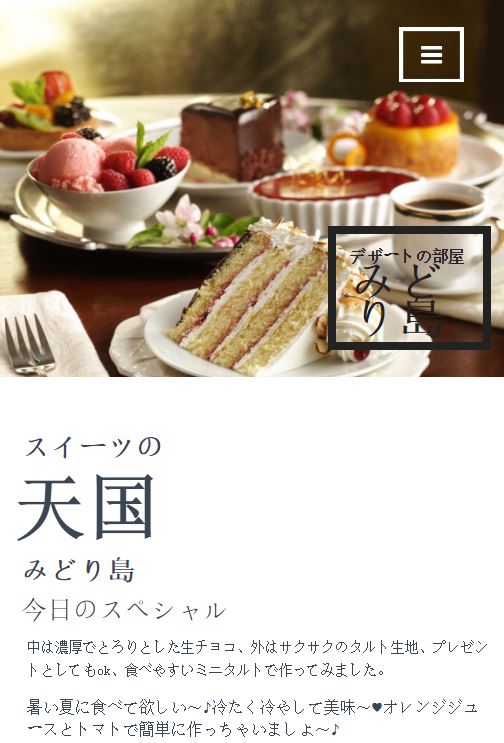 デザートの部屋
みどり島
スイーツの
天国
みどり島
今日のスペシャル
中は濃厚でとろりとした生チョコ、外はサクサクのタルト生地、プレゼン
トとしてもok、食べやすいミニタルトで作ってみました。
暑い夏に食べて欲しい～♪冷たく冷やして美味～♥オレンジジュ
ースとトマトで簡単に作っちゃいましょ～♪